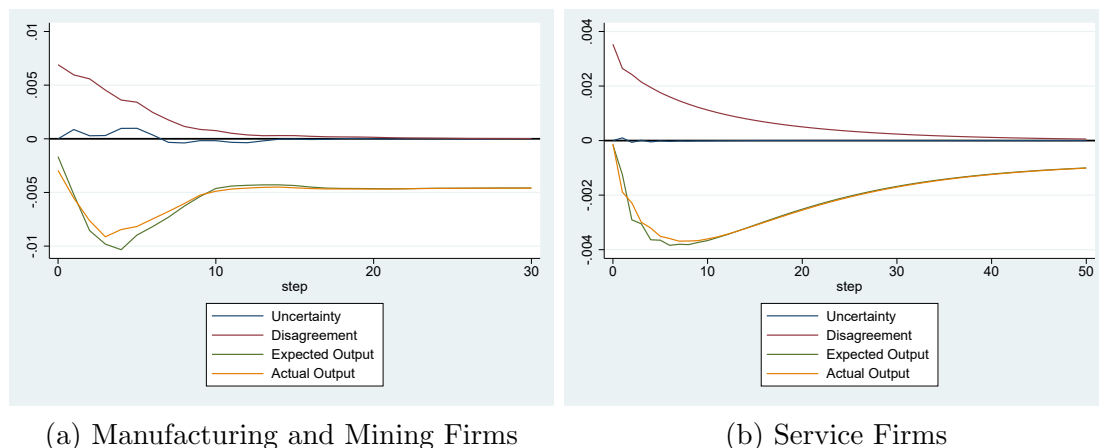 .01
.005
0
-.005
-.01
0 10 20 30
step
Uncertainty
Disagreement
Expected Output
Actual Output
(a) Manufacturing and Mining Firms
.004
.002
0
-.002
-.004
0 10 20 30 40 50
step
Uncertainty
Disagreement
Expected Output
Actual Output
(b) Service Firms